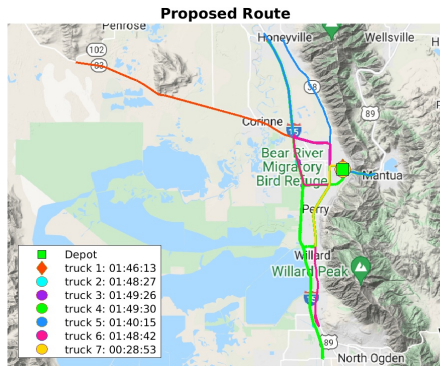 Proposed Route
Penrose
Honeyville
Wellsville
102
83
38
89
Corinne
15
Bear River
Migratory
Bird Refuge
Mantua
Perry
Willard
Willard Peak
15
89
North Ogden
Depot
truck 1: 01:46:13
truck 2: 01:48:27
truck 3: 01:49:26
truck 4: 01:49:30
truck 5: 01:40:15
truck 6: 01:48:42
truck 7: 00:28:53